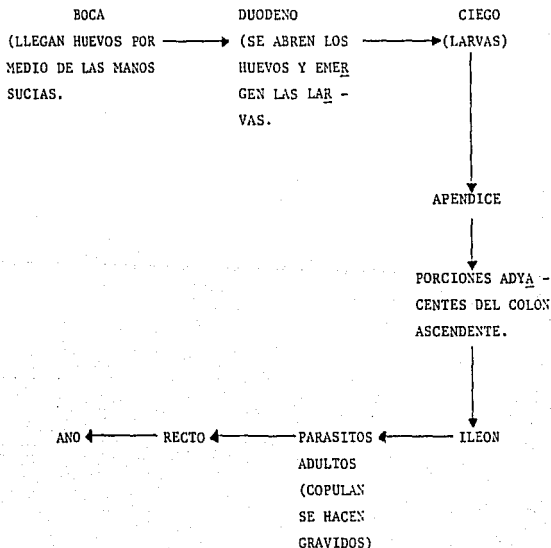 BOCA
(LLEGAN HUEVOS POR
MEDIO DE LAS MANOS
SUCIAS.
DUODENO
(SE ABREN LOS
HUEVOS Y EMER
GEN LAS LAR -
VAS.
CIEGO
(LARVAS)
APENDICE
PORCIONES ADYA -
CENTES DEL COLON
ASCENDENTE.
ILEON
PARASITOS
ADULTOS
(COPULAN
SE HACEN
GRAVIDOS)
RECTO
ANO